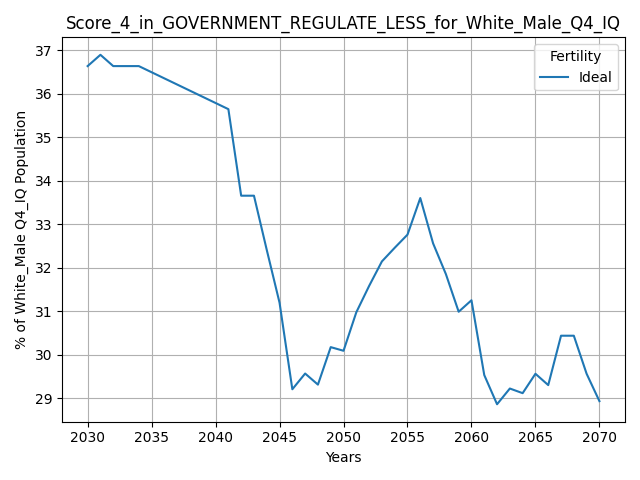 Score_4_in_GOVERNMENT_REGULATE_LESS_for_White_Male_Q4_IQ
37
36
35
34
33
32
31
30
29
% of White_Male Q4_IQ Population
Fertility
Ideal
2030 2035 2040 2045 2050 2055 2060 2065 2070
Years